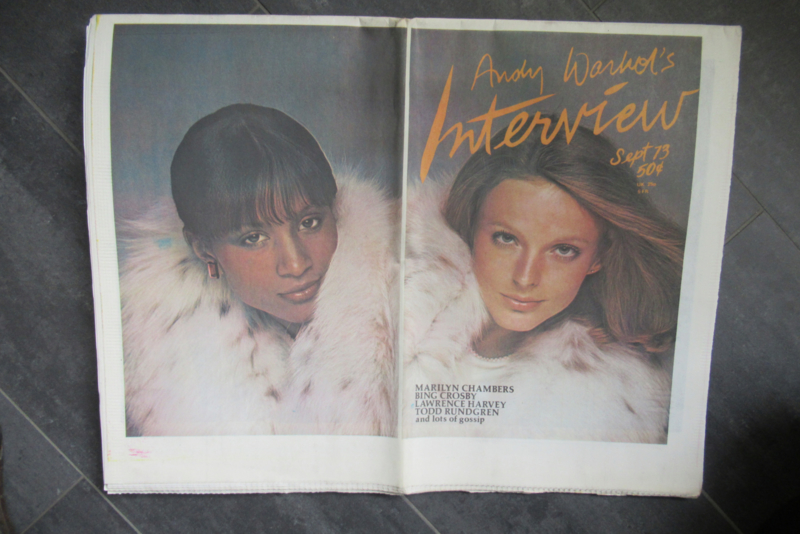 Andy Warhol's
Interview
Sept 73
50¢
MARILYN CHAMBERS
BING CROSBY
LAWRENCE HARVEY
TODD RUNDGREN
and lots of gossip